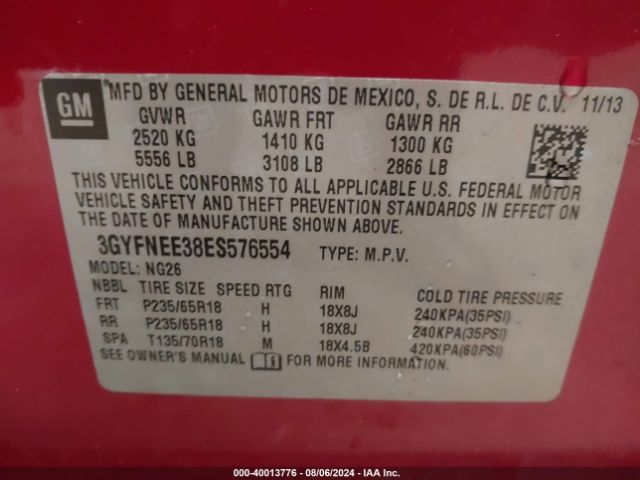 GM
MFD BY GENERAL MOTORS DE MEXICO, S. DE R.L. DE C.V. 11/13
GVWR GAWR FRT GAWR RR
2520 KG 1410 KG 1300 KG
5556 LB 3108 LB 2866 LB
THIS VEHICLE CONFORMS TO ALL APPLICABLE U.S. FEDERAL MOTOR
VEHICLE SAFETY AND THEFT PREVENTION STANDARDS IN EFFECT ON
THE DATE OF MANUFACTURE SHOWN ABOVE.
3GYFNEE38ES576554 TYPE: M.P.V.
MODEL: NG26
NBBL TIRE SIZE SPEED RTG RIM COLD TIRE PRESSURE
FRT P235/65R18 H 18X8J 240KPA(35PSI)
RR P235/65R18 H 18X8J 240KPA(35PSI)
SPA T135/70R18 M 18X4.5B 420KPA(60PSI)
SEE OWNER'S MANUAL FOR MORE INFORMATION.
000-40013776 - 08/06/2024 - IAA Inc.